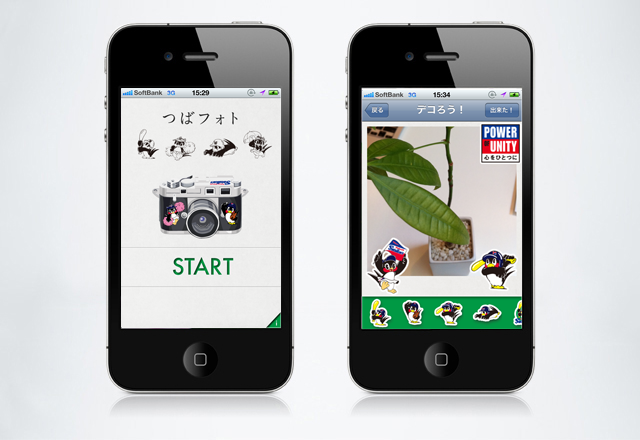 SoftBank 3G 15:29
つばフォト
START
SoftBank 3G 15:34
戻る デコろう! 出来た!
POWER
UNITY
心をひとつに